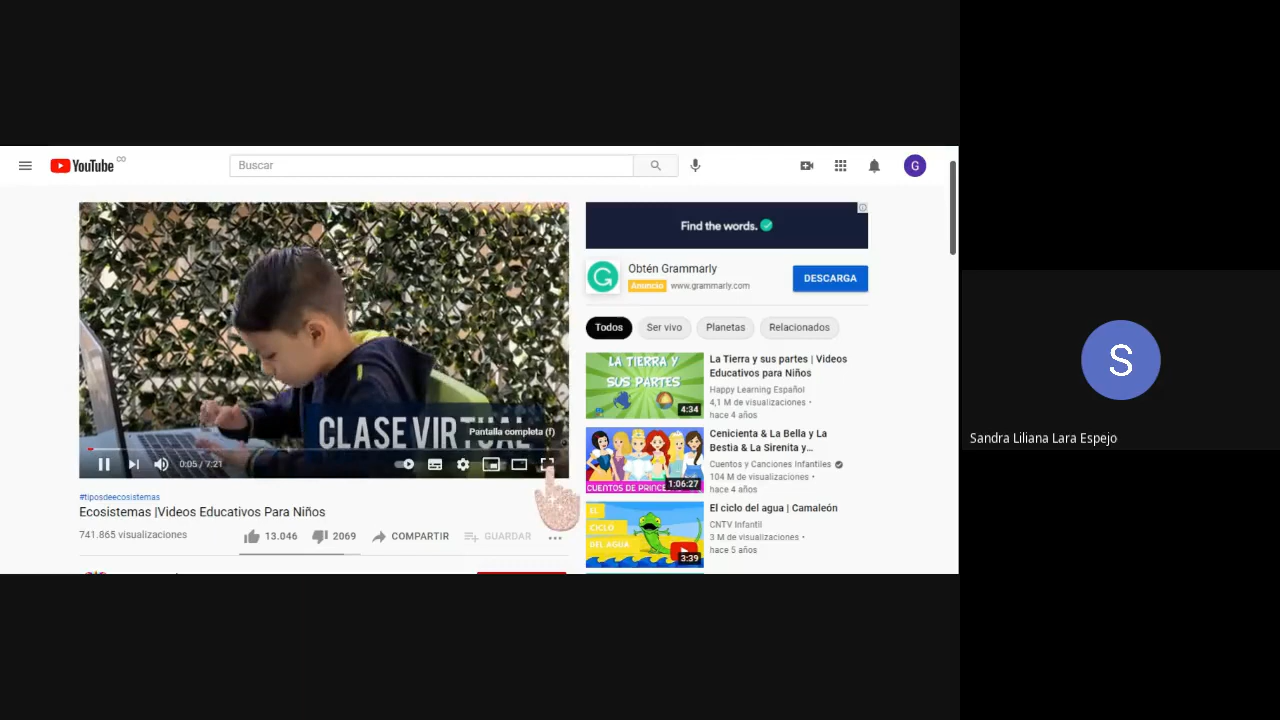 YouTube CO
Buscar
G
CLASE VIRTUAL
Pantalla completa (f)
0:05 / 7:21
#tiposdeecosistemas
Ecosistemas |Videos Educativos Para Niños
741.865 visualizaciones
13.046
2069
COMPARTIR
GUARDAR
Find the words.
Obtén Grammarly
Anuncio www.grammarly.com
DESCARGA
Todos
Ser vivo
Planetas
Relacionados
LA TIERRA Y
SUS PARTES
4:34
La Tierra y sus partes | Videos
Educativos para Niños
Happy Learning Español
4,1 M de visualizaciones •
hace 4 años
CUENTOS DE PRINCE
1:06:27
Cenicienta & La Bella y La
Bestia & La Sirenita y...
Cuentos y Canciones Infantiles
104 M de visualizaciones •
hace 4 años
EL
CICLO
DEL AGUA
3:39
El ciclo del agua | Camaleón
CNTV Infantil
3 M de visualizaciones •
hace 5 años
S
Sandra Liliana Lara Espejo